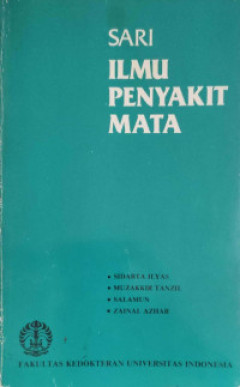 SARI
ILMU
PENYAKIT
MATA
• SIDARTA ILYAS
• MUZAKKIR TANZIL
• SALAMUN
• ZAINAL AZHAR
FAKULTAS KEDOKTERAN UNIVERSITAS INDONESIA